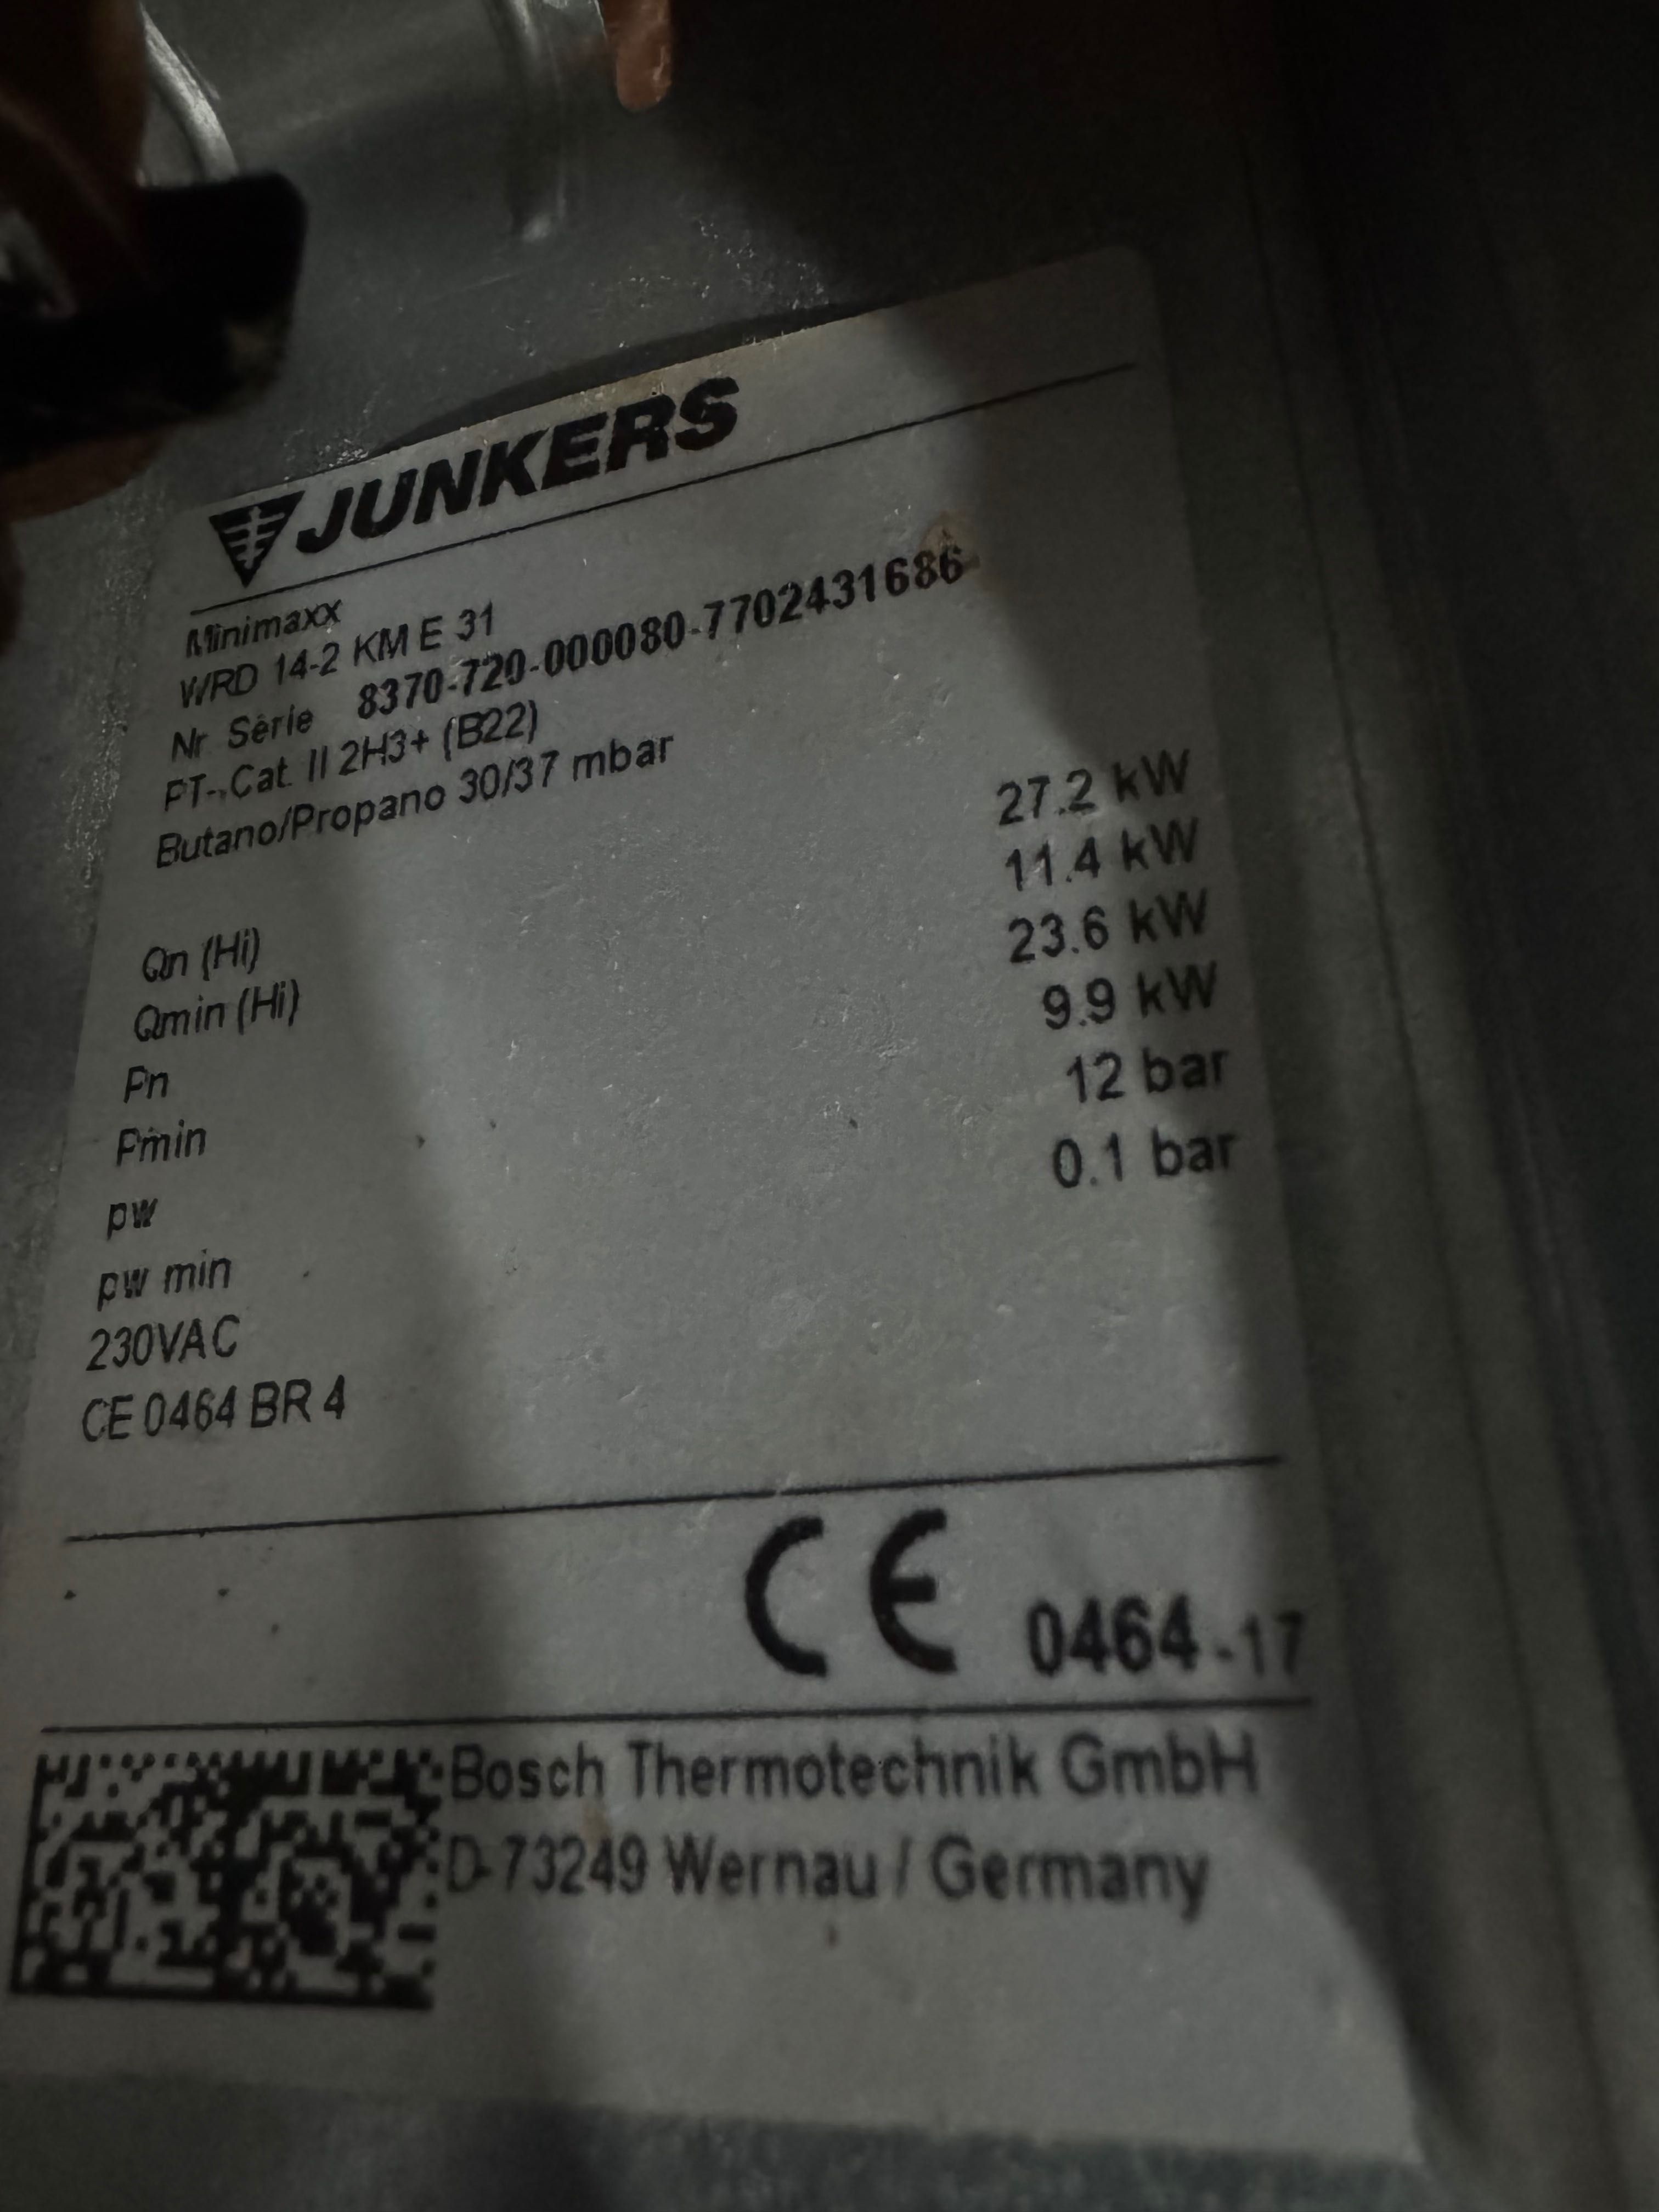 JUNKERS
Minimaxx
WRD 14-2 KM E 31
Nr Série 8370-720-000080-7702431686
PT-.Cat. II 2H3+ (B22)
Butano/Propano 30/37 mbar
Qn (Hi) 27.2 kW
Qmin (Hi) 11.4 kW
Pn 23.6 kW
Pmin 9.9 kW
pw 12 bar
pw min 0.1 bar
230VAC
CE 0464 BR 4
CE 0464 -17
Bosch Thermotechnik GmbH
D-73249 Wernau / Germany